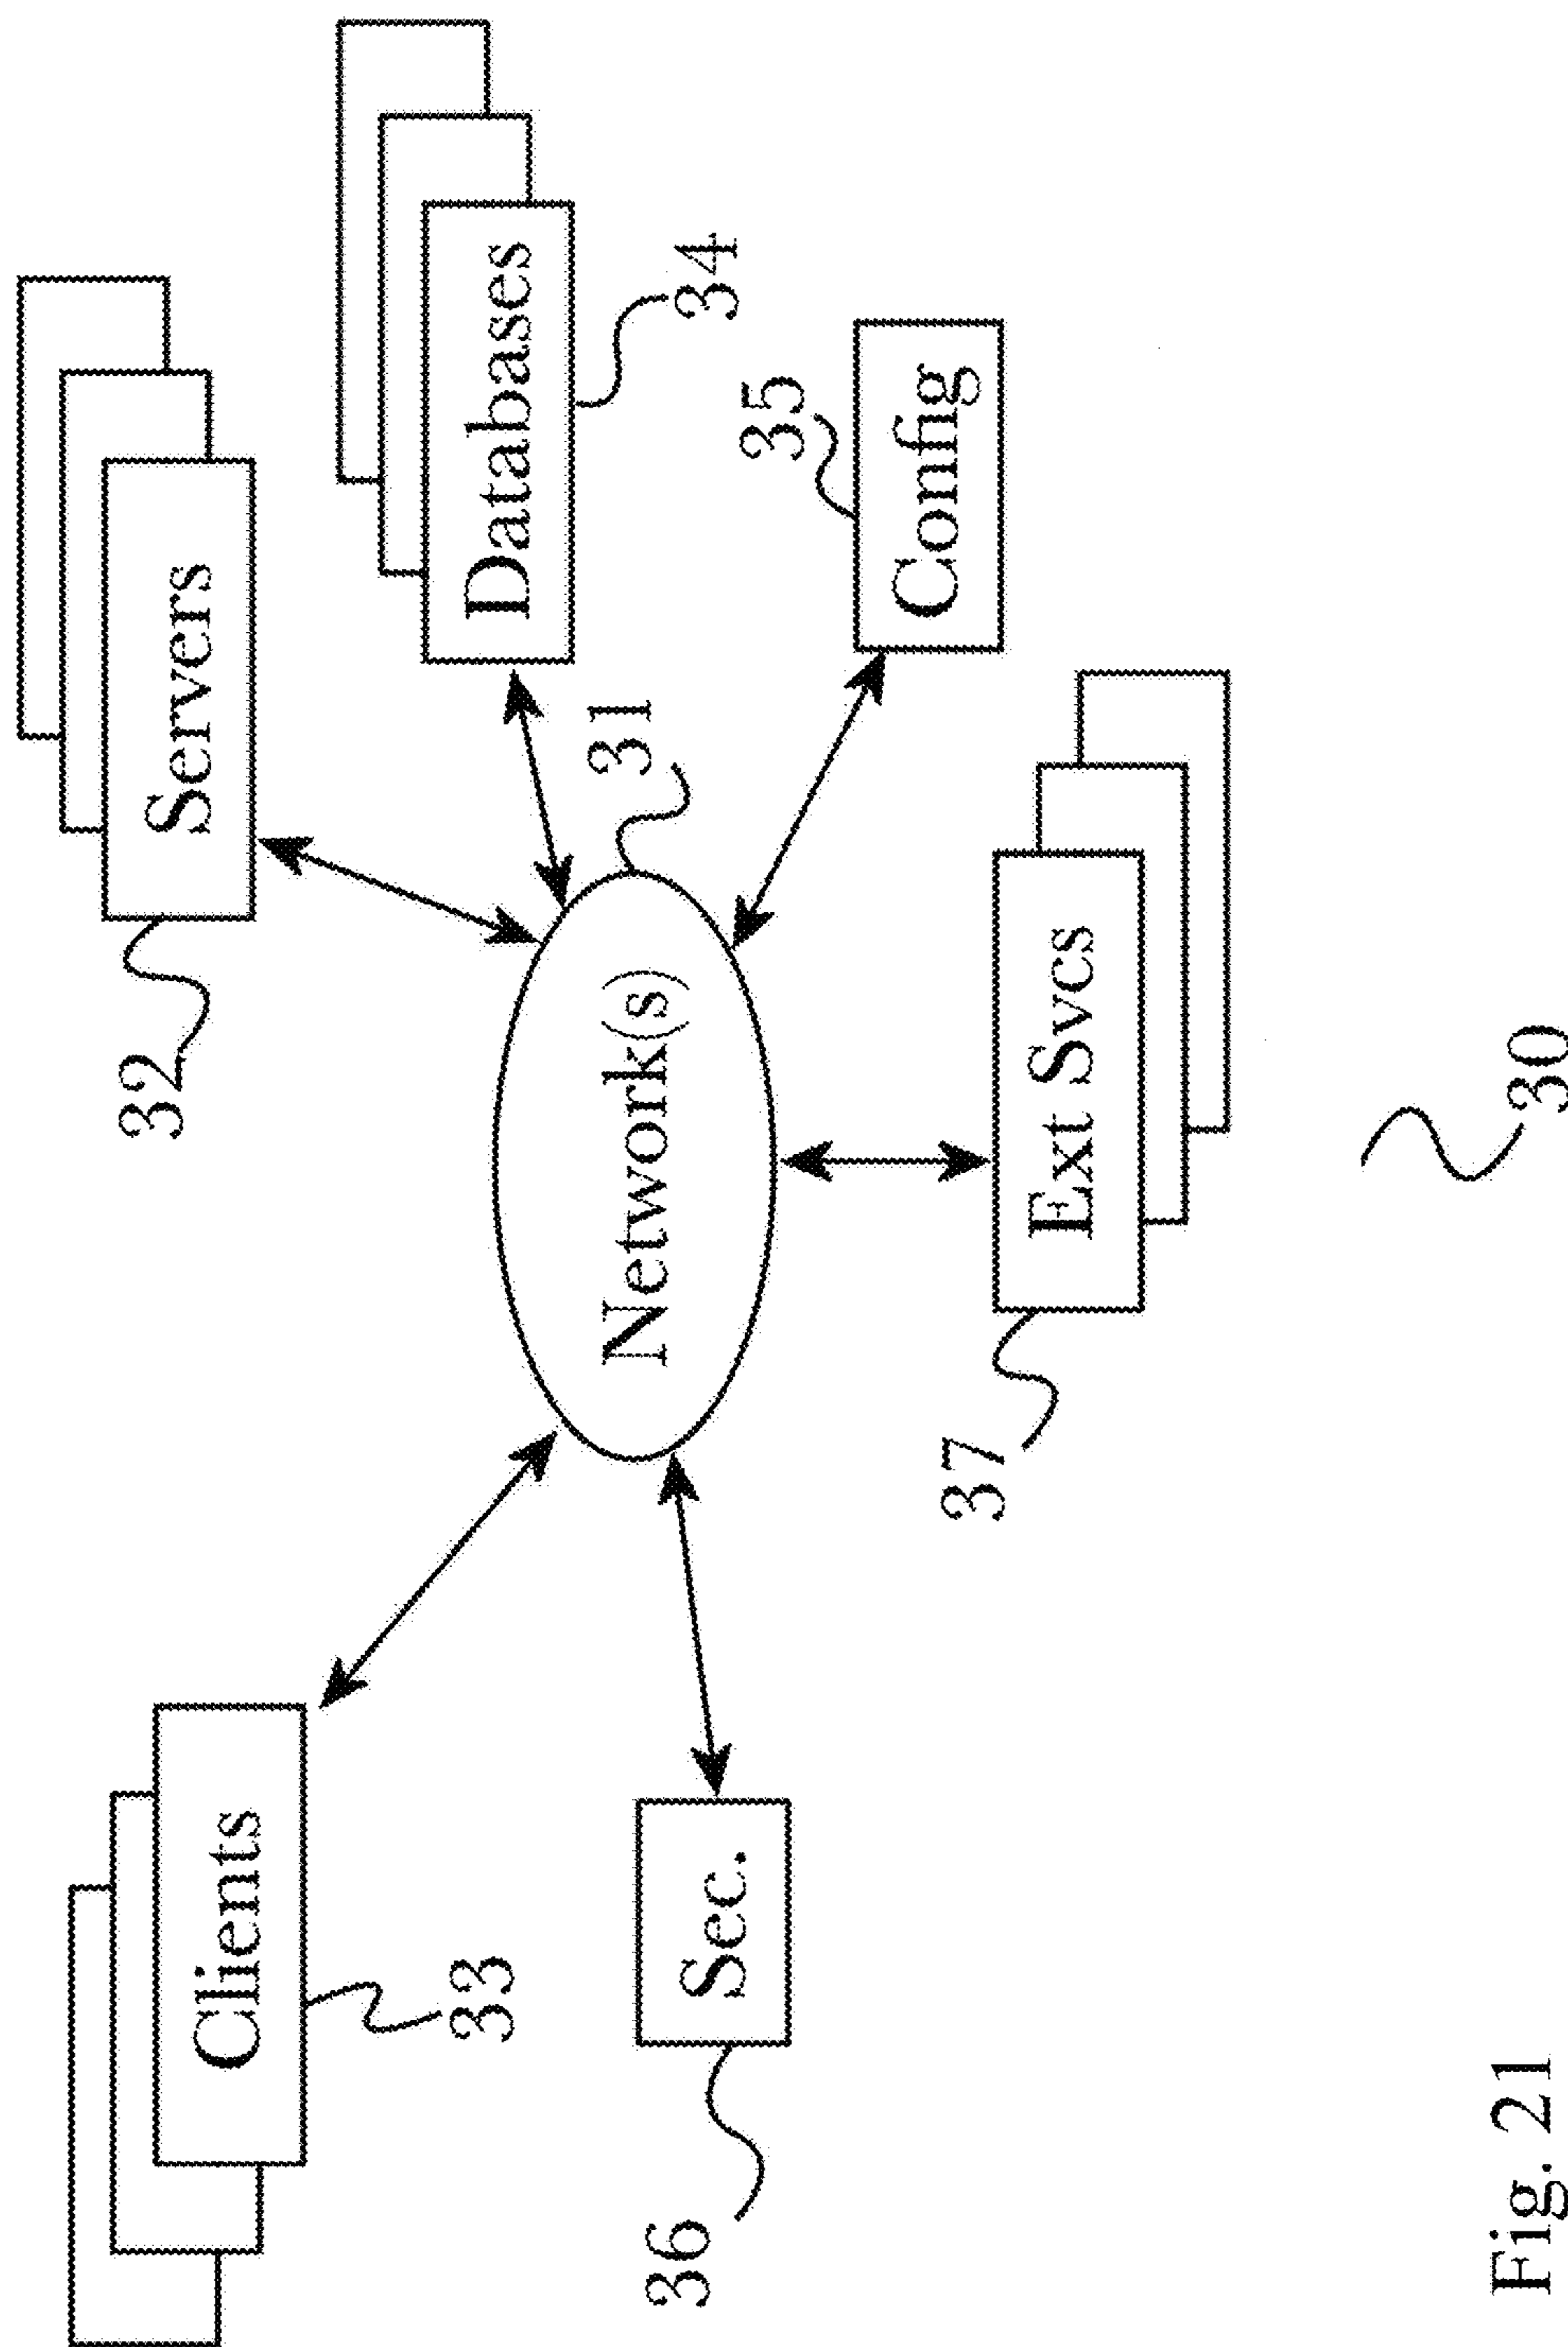 Servers
32
Clients
33
Databases
34
31
Network(s)
35
Config
Sec.
36
Ext Svcs
37
30
Fig. 21